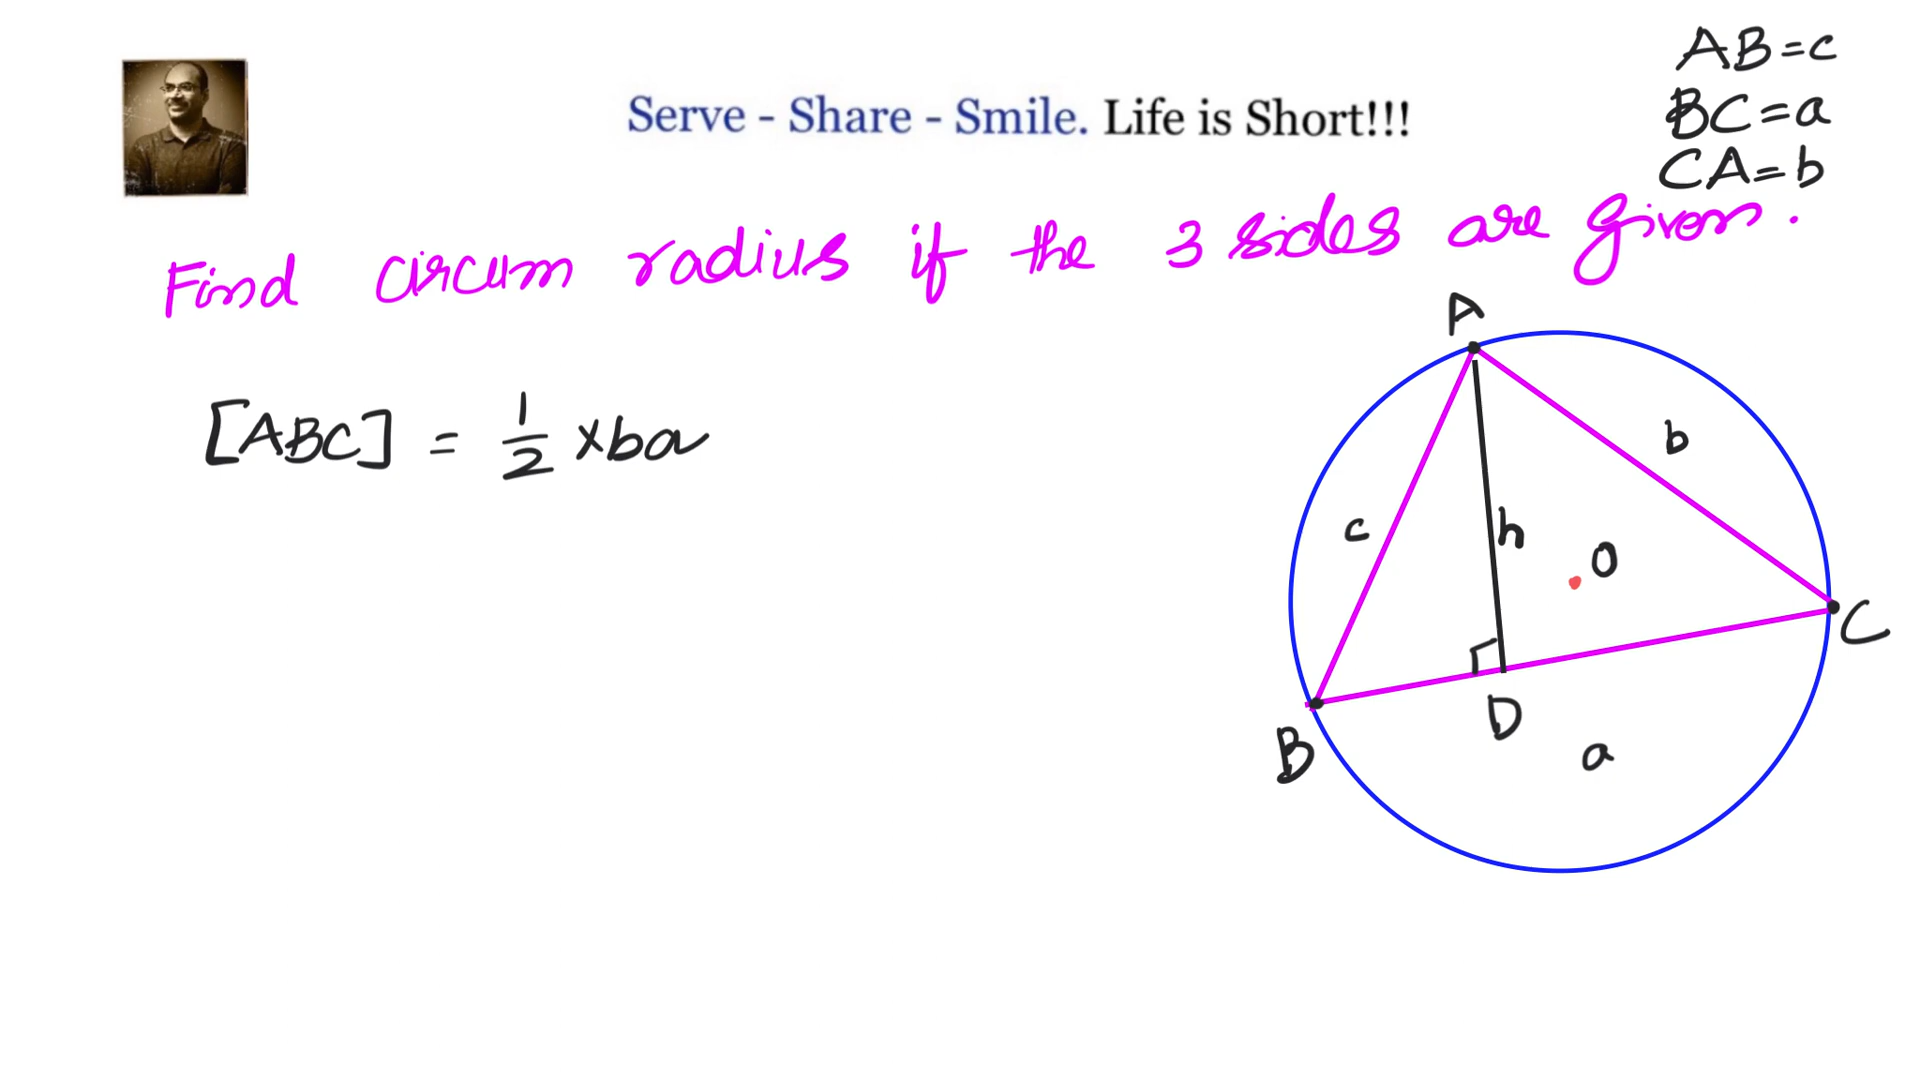 AB=c
BC=a
CA=b
Serve - Share - Smile. Life is Short!!!
Find circum radius if the 3 sides are given.
[ABC] = 1/2 × ba
A
b
c
h
O
C
D
B
a